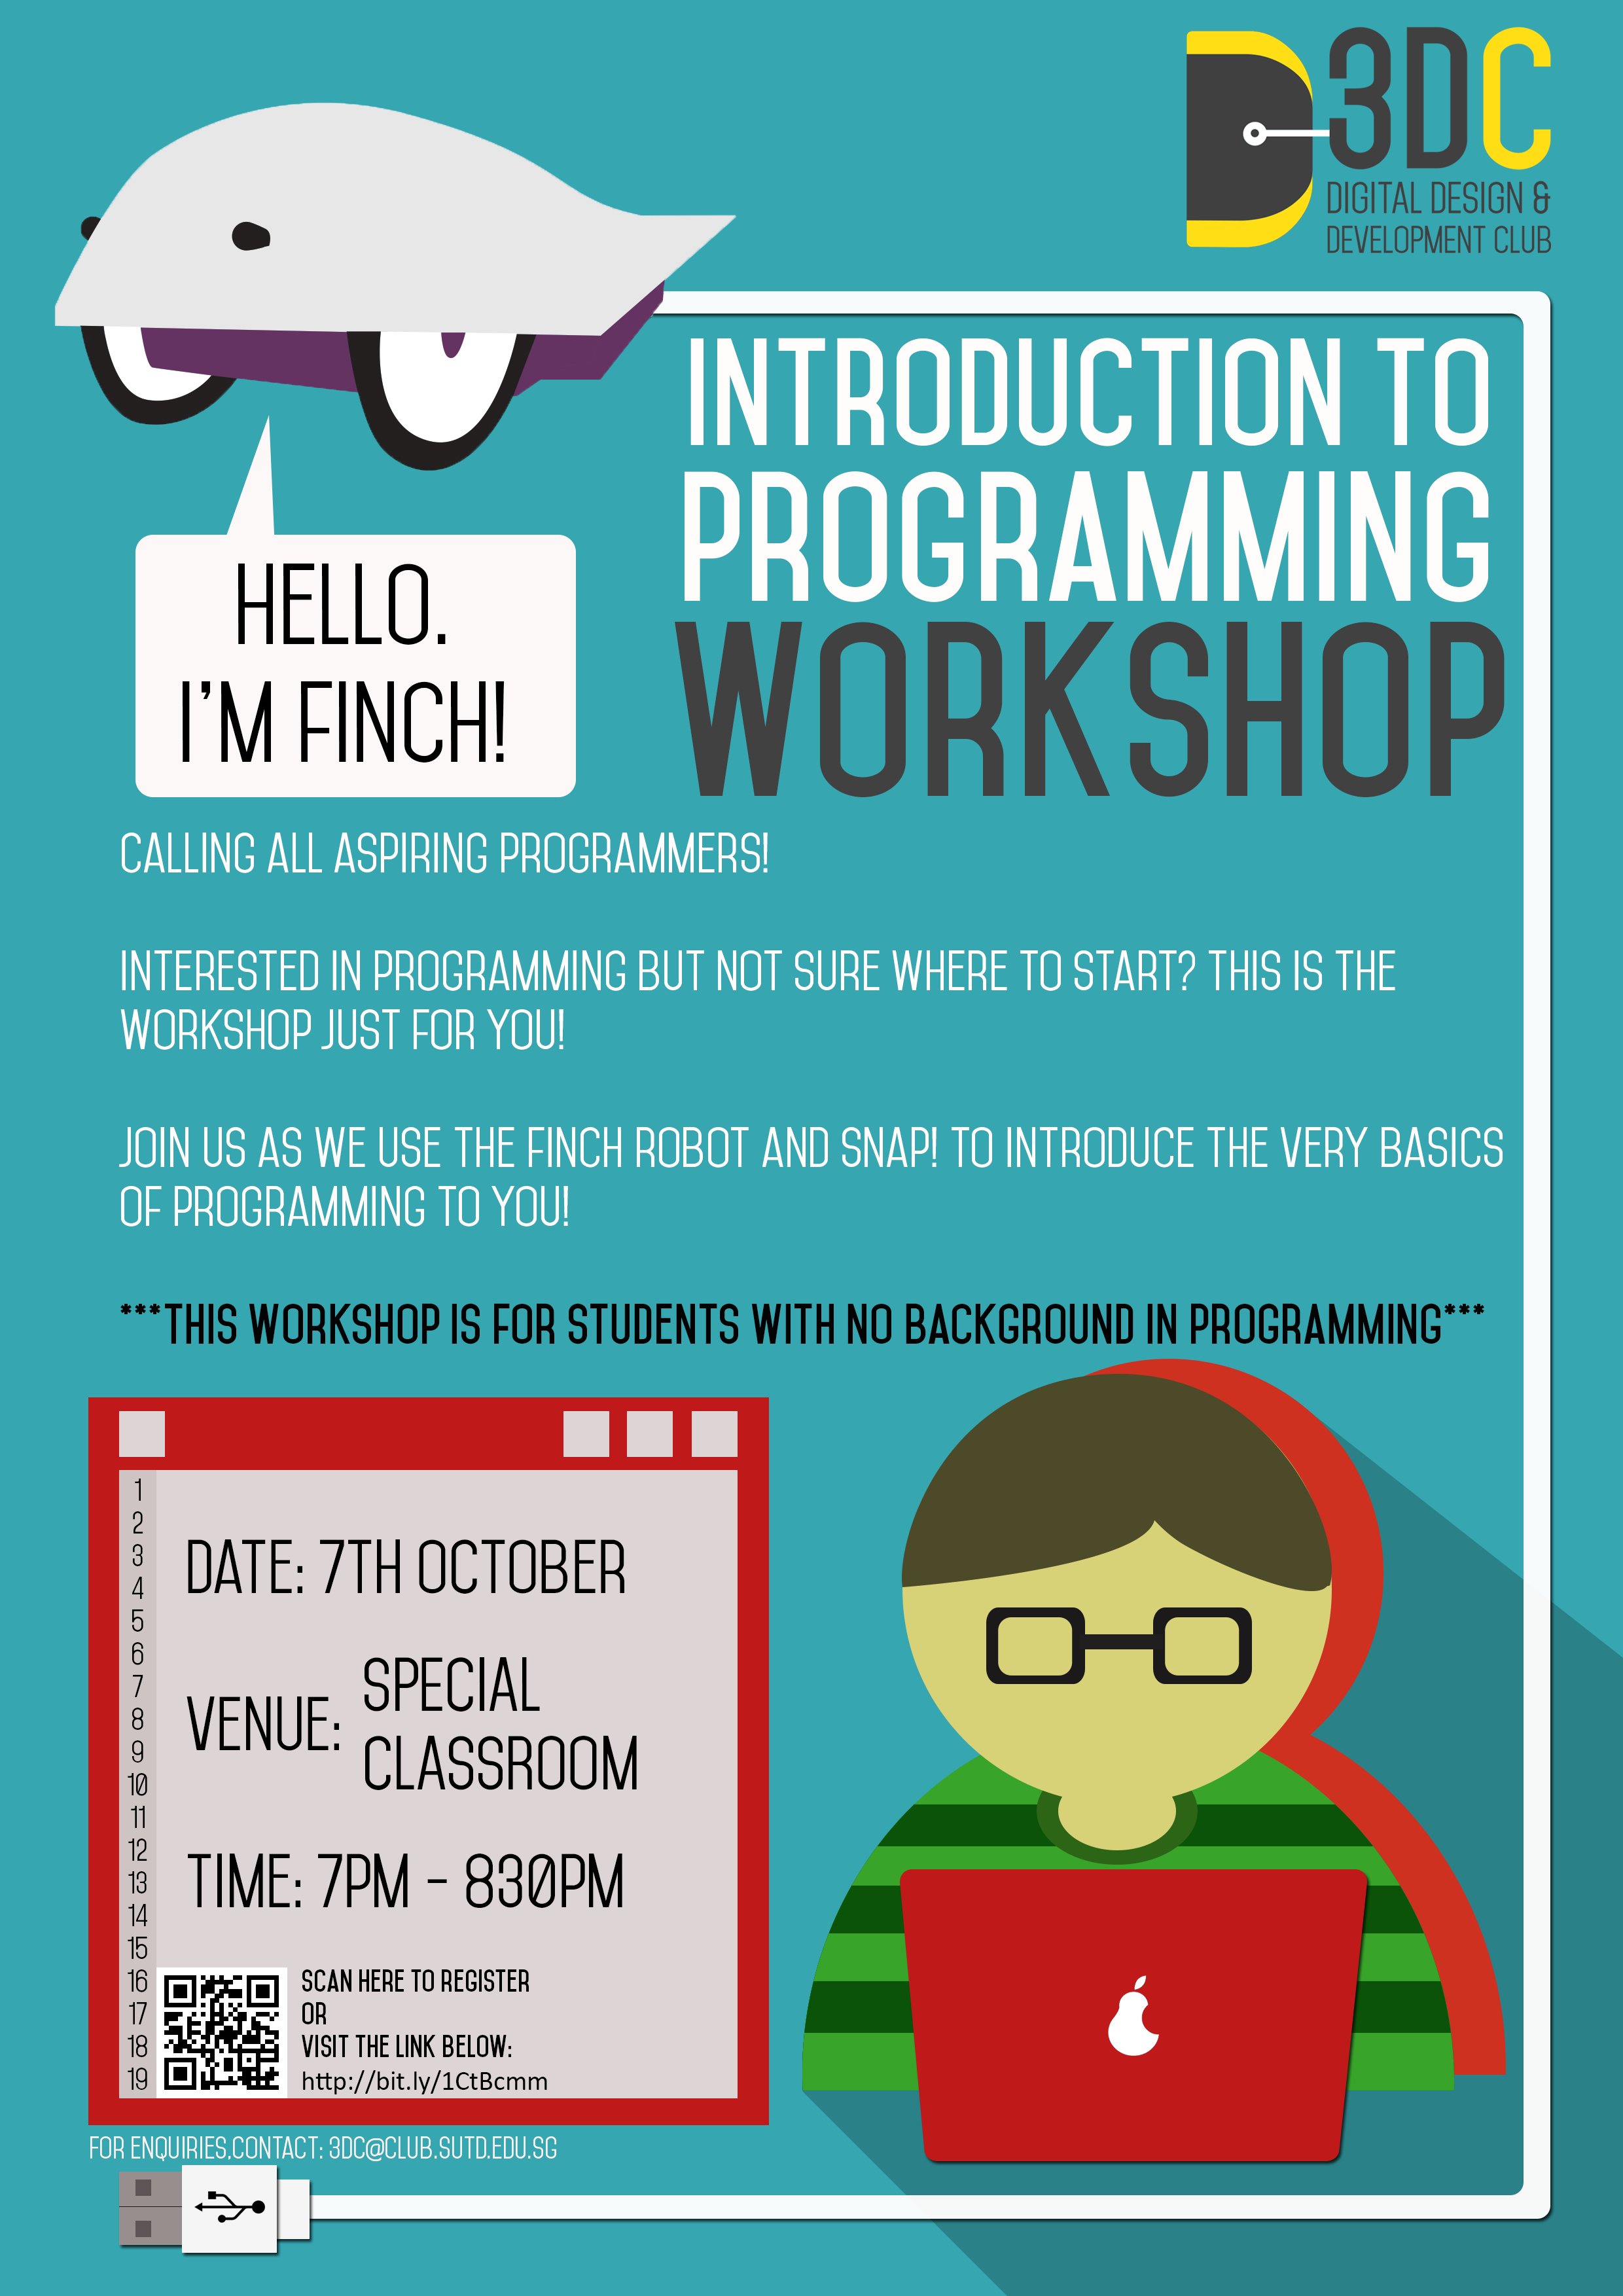 3DC
DIGITAL DESIGN &
DEVELOPMENT CLUB
INTRODUCTION TO
PROGRAMMING
WORKSHOP
HELLO.
I'M FINCH!
CALLING ALL ASPIRING PROGRAMMERS!
INTERESTED IN PROGRAMMING BUT NOT SURE WHERE TO START? THIS IS THE
WORKSHOP JUST FOR YOU!
JOIN US AS WE USE THE FINCH ROBOT AND SNAP! TO INTRODUCE THE VERY BASICS
OF PROGRAMMING TO YOU!
***THIS WORKSHOP IS FOR STUDENTS WITH NO BACKGROUND IN PROGRAMMING***
1
2
3
4
5
6
7
8
9
10
11
12
13
14
15
16
17
18
19
DATE: 7TH OCTOBER
VENUE: SPECIAL
CLASSROOM
TIME: 7PM - 830PM
SCAN HERE TO REGISTER
OR
VISIT THE LINK BELOW:
http://bit.ly/1CtBcmm
FOR ENQUIRIES,CONTACT: 3DC@CLUB.SUTD.EDU.SG